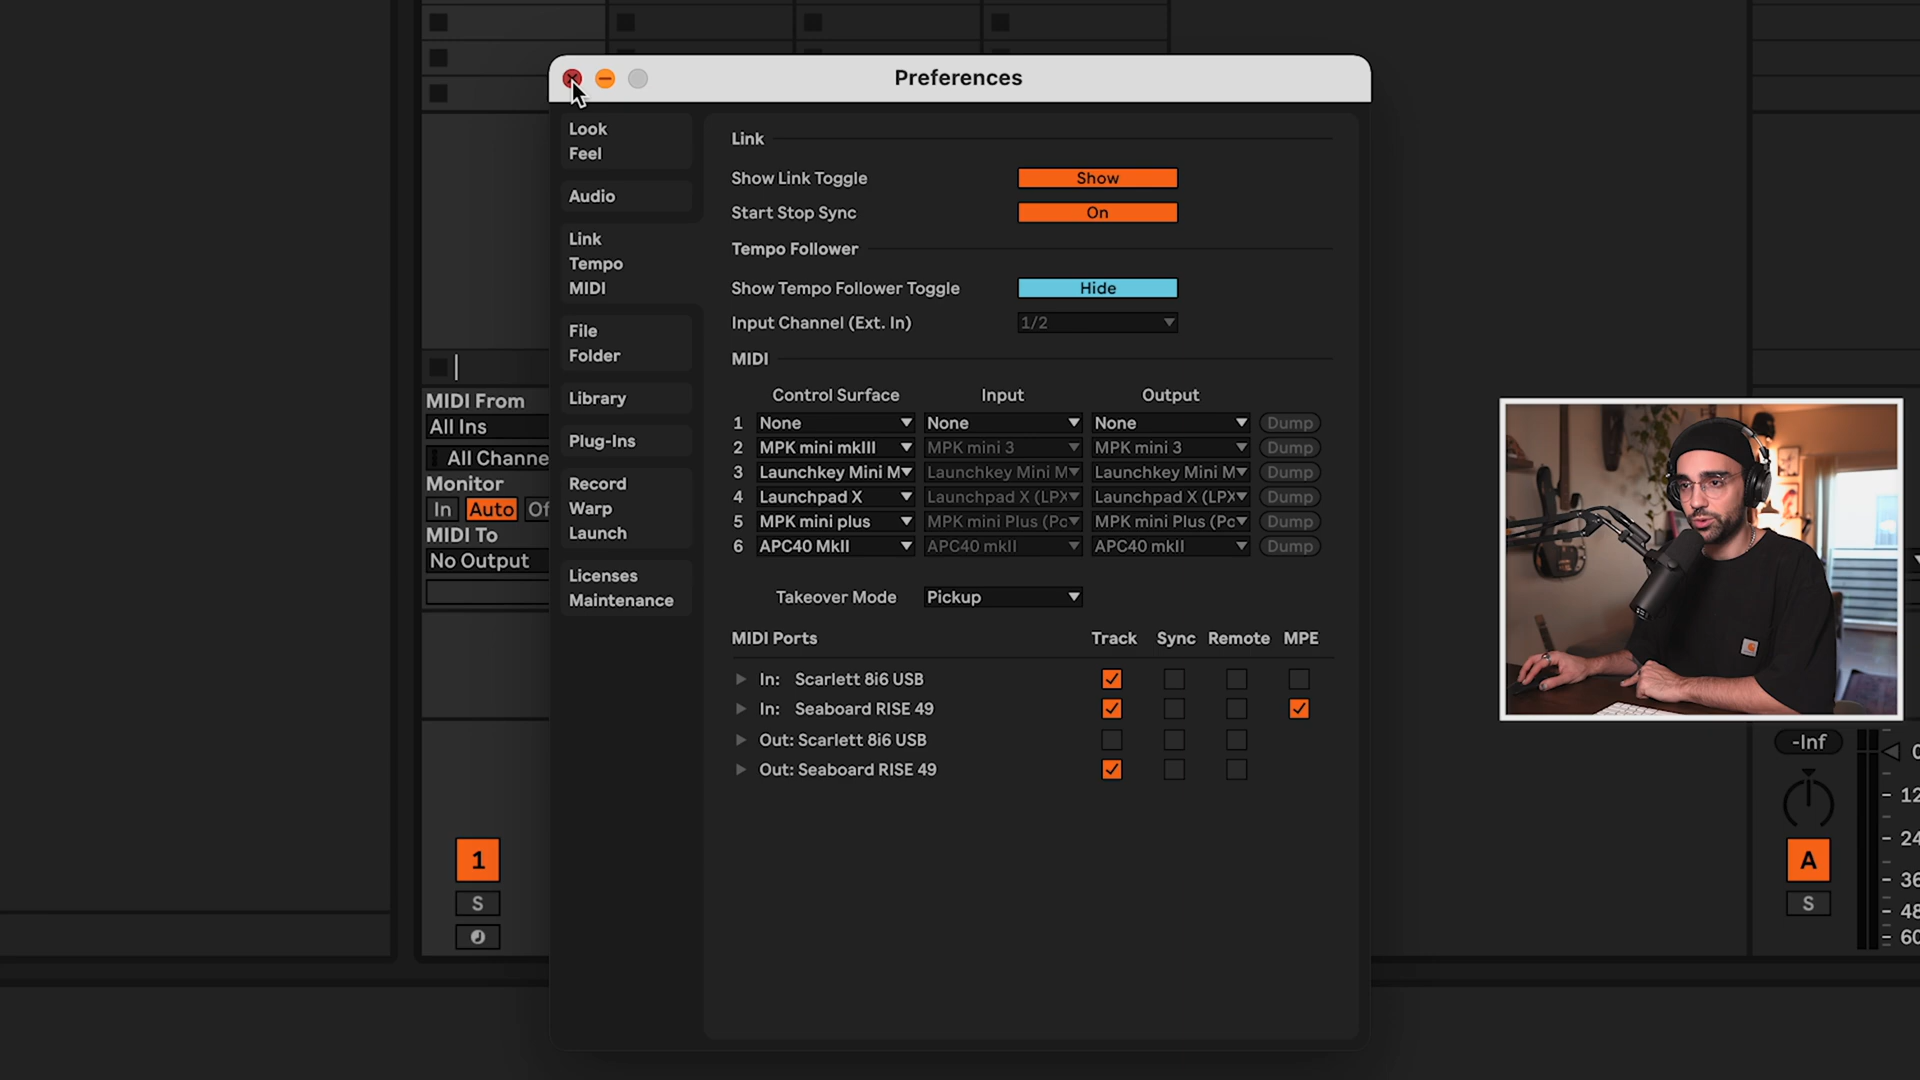 Preferences
Look
Feel
Audio
Link
Tempo
MIDI
File
Folder
Library
Plug-Ins
Record
Warp
Launch
Licenses
Maintenance
Link
Show Link Toggle Show
Start Stop Sync On
Tempo Follower
Show Tempo Follower Toggle Hide
Input Channel (Ext. In) 1/2
MIDI
Control Surface Input Output
1 None None None Dump
2 MPK mini mkIII MPK mini 3 MPK mini 3 Dump
3 Launchkey Mini M Launchkey Mini M Launchkey Mini M Dump
4 Launchpad X Launchpad X (LPX Launchpad X (LPX Dump
5 MPK mini plus MPK mini Plus (Po MPK mini Plus (Po Dump
6 APC40 MkII APC40 mkII APC40 mkII Dump
Takeover Mode Pickup
MIDI Ports Track Sync Remote MPE
In: Scarlett 8i6 USB
In: Seaboard RISE 49
Out: Scarlett 8i6 USB
Out: Seaboard RISE 49
MIDI From
All Ins
All Channe
Monitor
In Auto Of
MIDI To
No Output
1
S
-Inf
0
12
24
36
48
60
A
S